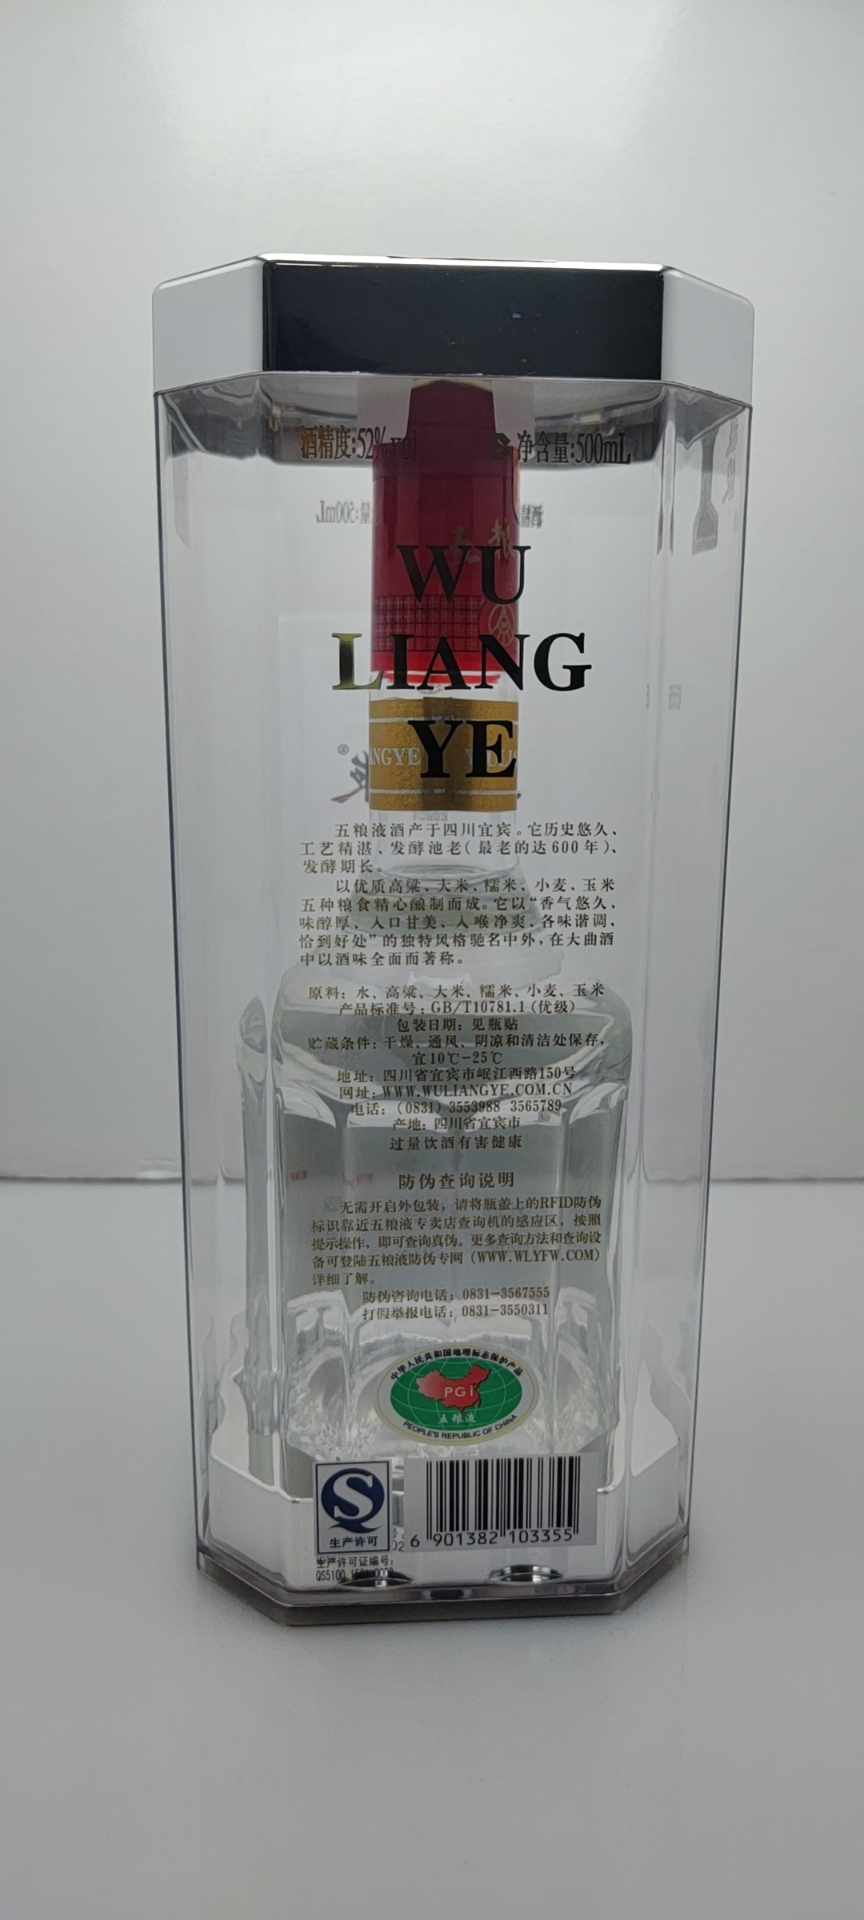 酒精度:52%vol 净含量:500mL
WU
LIANG
YE
五粮液酒产于四川宜宾。它历史悠久、
工艺精湛、发酵池老(最老的达600年)、
发酵期长。
以优质高粱、大米、糯米、小麦、玉米
五种粮食精心酿制而成。它以“香气悠久、
味醇厚、入口甘美、入喉净爽、各味谐调、
恰到好处”的独特风格驰名中外,在大曲酒
中以酒味全面而著称。
原料: 水、高粱、大米、糯米、小麦、玉米
产品标准号: GB/T10781.1(优级)
包装日期: 见瓶贴
贮藏条件: 干燥、通风、阴凉和清洁处保存,
宜10℃-25℃
地址: 四川省宜宾市岷江西路150号
网址: WWW.WULIANGYE.COM.CN
电话: (0831) 3553988 3565789
产地: 四川省宜宾市
过量饮酒有害健康
防伪查询说明
无需开启外包装, 请将瓶盖上的RFID防伪
标识靠近五粮液专卖店查询机的感应区, 按照
提示操作, 即可查询真伪。更多查询方法和查询设
备可登陆五粮液防伪专网 (WWW.WLYFW.COM)
详细了解。
防伪咨询电话: 0831-3567555
打假举报电话: 0831-3550311
中华人民共和国地理标志保护产品
PGI
五粮液
PEOPLE'S REPUBLIC OF CHINA
生产许可
6 901382 103355
生产许可证编号:
QS5100